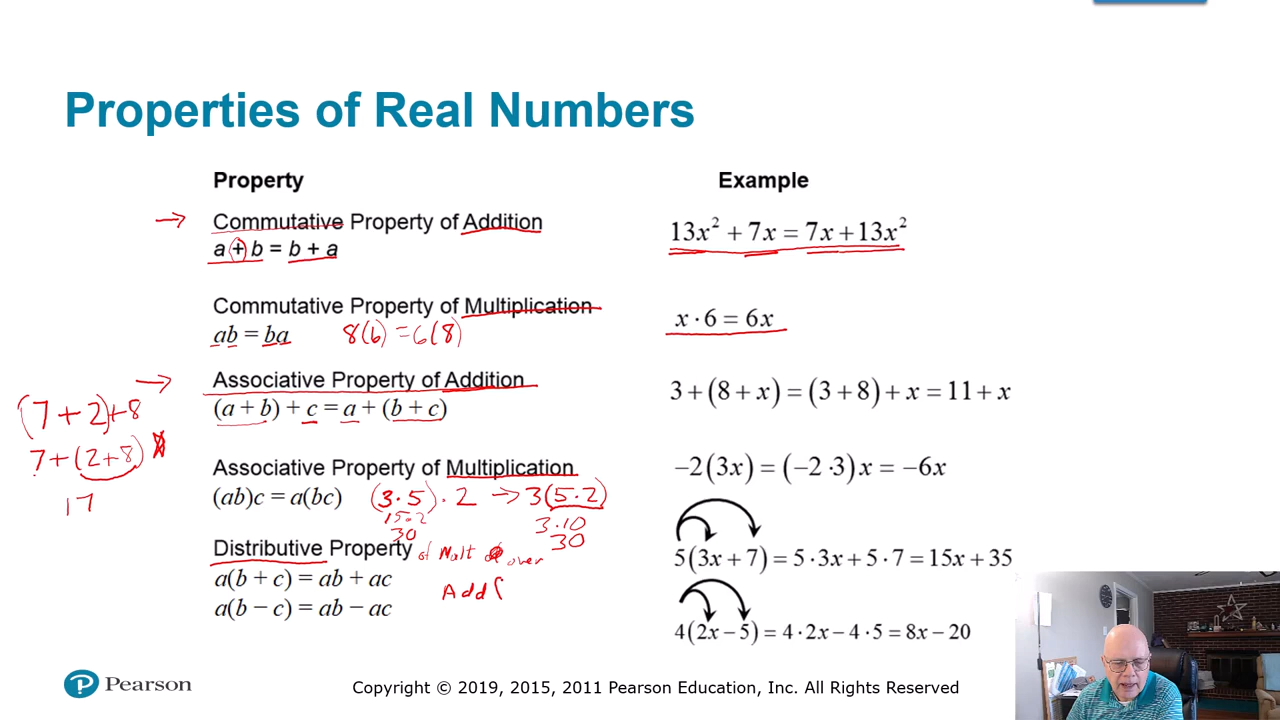 Properties of Real Numbers
Property Example
→ Commutative Property of Addition
a + b = b + a
13x² + 7x = 7x + 13x²
Commutative Property of Multiplication
ab = ba 8(6) = 6(8)
x · 6 = 6x
→ Associative Property of Addition
(a + b) + c = a + (b + c)
3 + (8 + x) = (3 + 8) + x = 11 + x
(7 + 2) + 8
7 + (2 + 8)
17
Associative Property of Multiplication
(ab)c = a(bc) (3 · 5) · 2 → 3(5 · 2)
15 · 2 3 · 10
30 30
−2(3x) = (−2 · 3)x = −6x
Distributive Property of Mult over
Add(
a(b + c) = ab + ac
a(b − c) = ab − ac
5(3x + 7) = 5 · 3x + 5 · 7 = 15x + 35
4(2x − 5) = 4 · 2x − 4 · 5 = 8x − 20
P Pearson
Copyright © 2019, 2015, 2011 Pearson Education, Inc. All Rights Reserved